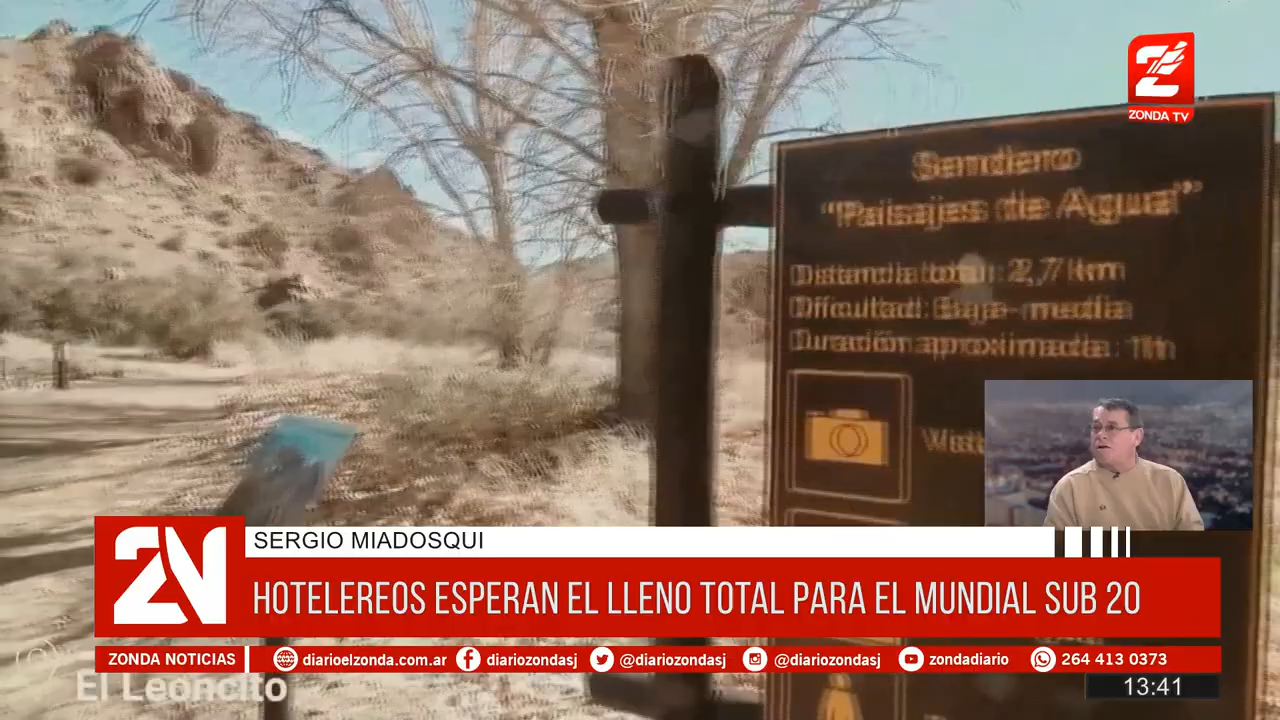 ZONDA TV
Sendero
“Paisajes de Agua”
Distancia total: 2,7 km
Dificultad: Baja- media
Duración aproximada: 1h
SERGIO MIADOSQUI
ZN
HOTELEREOS ESPERAN EL LLENO TOTAL PARA EL MUNDIAL SUB 20
ZONDA NOTICIAS
diarioelzonda.com.ar
diariozondasj
@diariozondasj
@diariozondasj
zondadiario
264 413 0373
El Leoncito
13:41